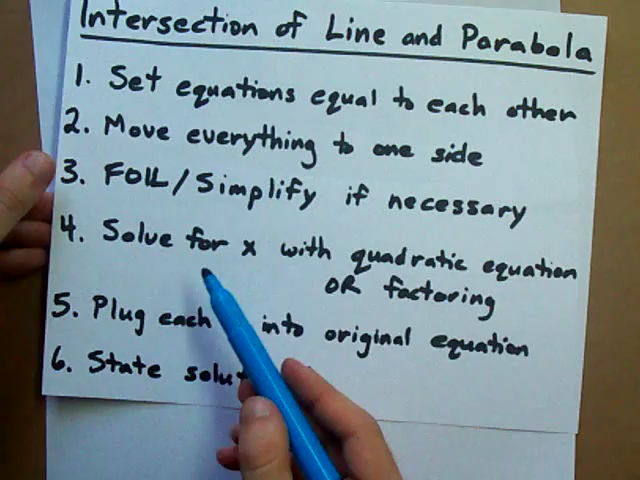 Intersection of Line and Parabola
1. Set equations equal to each other
2. Move everything to one side
3. FOIL/Simplify if necessary
4. Solve for x with quadratic equation
OR factoring
5. Plug each into original equation
6. State